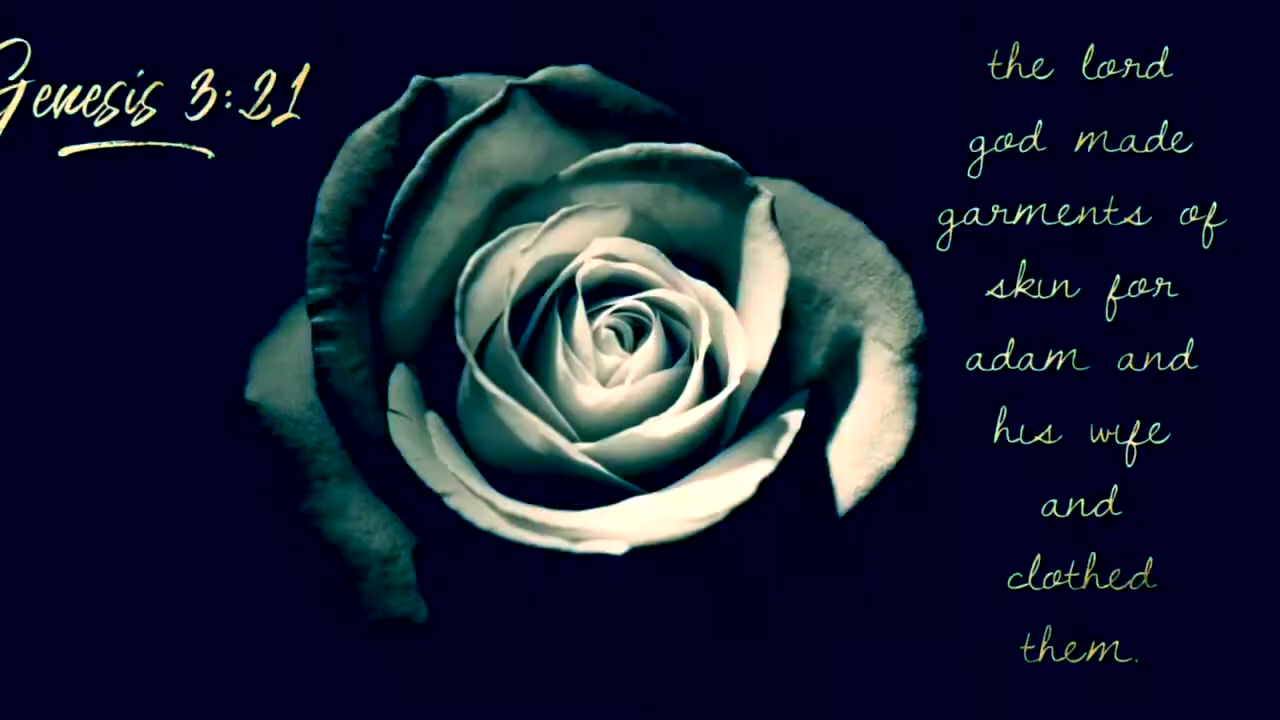 Genesis 3:21
the lord
god made
garments of
skin for
adam and
his wife
and
clothed
them.